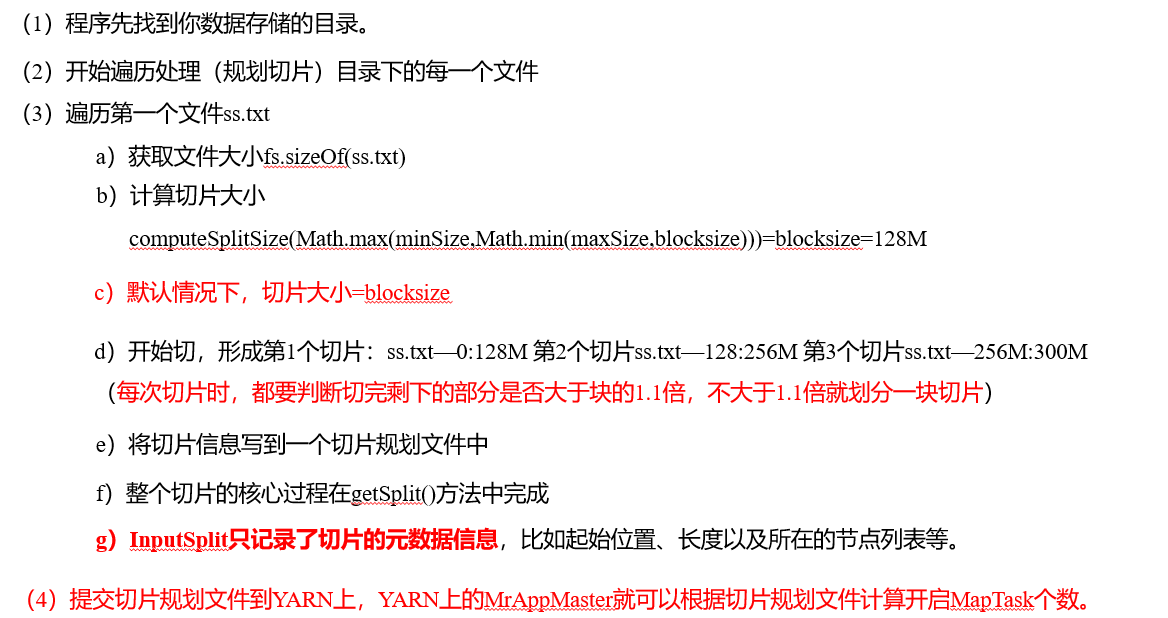 （1）程序先找到你数据存储的目录。
（2）开始遍历处理（规划切片）目录下的每一个文件
（3）遍历第一个文件ss.txt
a）获取文件大小fs.sizeOf(ss.txt)
b）计算切片大小
computeSplitSize(Math.max(minSize,Math.min(maxSize,blocksize)))=blocksize=128M
c）默认情况下，切片大小=blocksize
d）开始切，形成第1个切片：ss.txt—0:128M 第2个切片ss.txt—128:256M 第3个切片ss.txt—256M:300M
（每次切片时，都要判断切完剩下的部分是否大于块的1.1倍，不大于1.1倍就划分一块切片）
e）将切片信息写到一个切片规划文件中
f）整个切片的核心过程在getSplit()方法中完成
g）InputSplit只记录了切片的元数据信息，比如起始位置、长度以及所在的节点列表等。
（4）提交切片规划文件到YARN上，YARN上的MrAppMaster就可以根据切片规划文件计算开启MapTask个数。